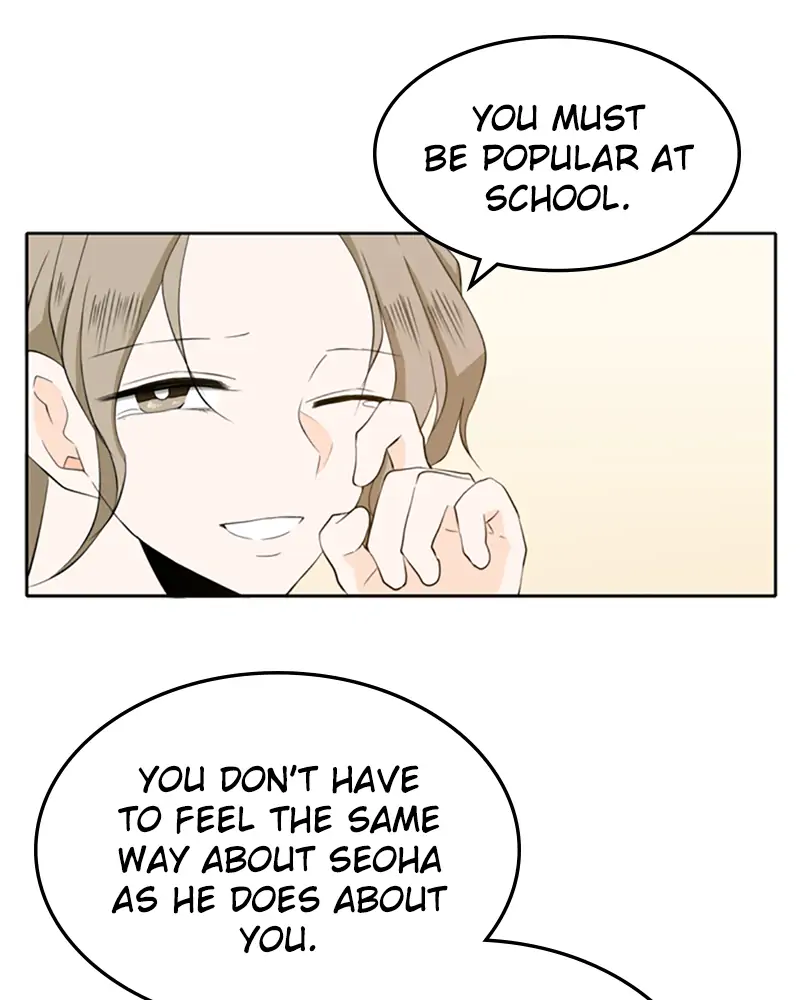 YOU MUST
BE POPULAR AT
SCHOOL.
YOU DON'T HAVE
TO FEEL THE SAME
WAY ABOUT SEOHA
AS HE DOES ABOUT
YOU.